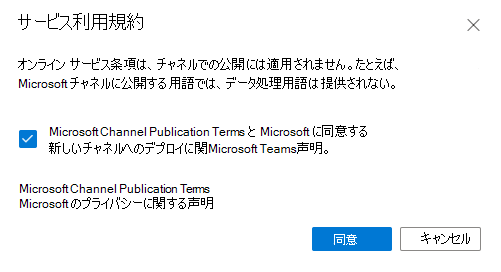 サービス利用規約
オンライン サービス条項は、チャネルでの公開には適用されません。たとえば、
Microsoft チャネルに公開する用語では、データ処理用語は提供されない。
Microsoft Channel Publication Terms と Microsoft に同意する
新しいチャネルへのデプロイに関Microsoft Teams声明。
Microsoft Channel Publication Terms
Microsoft のプライバシーに関する声明
同意
キャンセル